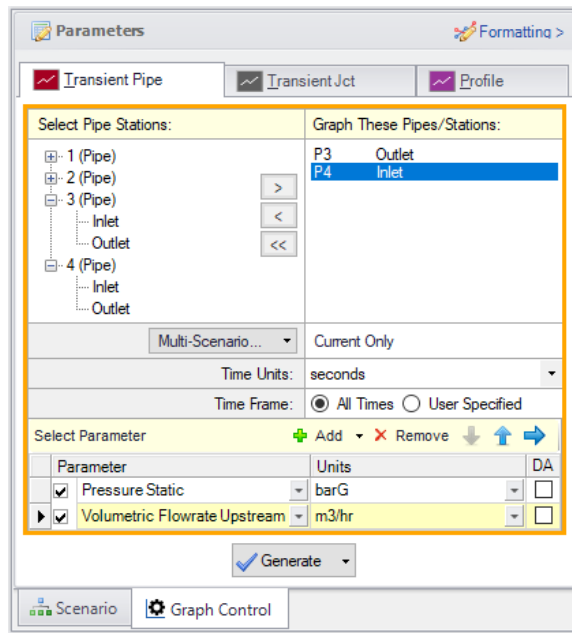 Parameters
Formatting >
Transient Pipe
Transient Jct
Profile
Select Pipe Stations:
Graph These Pipes/Stations:
1 (Pipe)
2 (Pipe)
3 (Pipe)
Inlet
Outlet
4 (Pipe)
Inlet
Outlet
>
<
<<
P3 Outlet
P4 Inlet
Multi-Scenario...
Current Only
Time Units:
seconds
Time Frame:
All Times
User Specified
Select Parameter
Add
Remove
Parameter
Units
DA
Pressure Static
barG
Volumetric Flowrate Upstream
m3/hr
Generate
Scenario
Graph Control